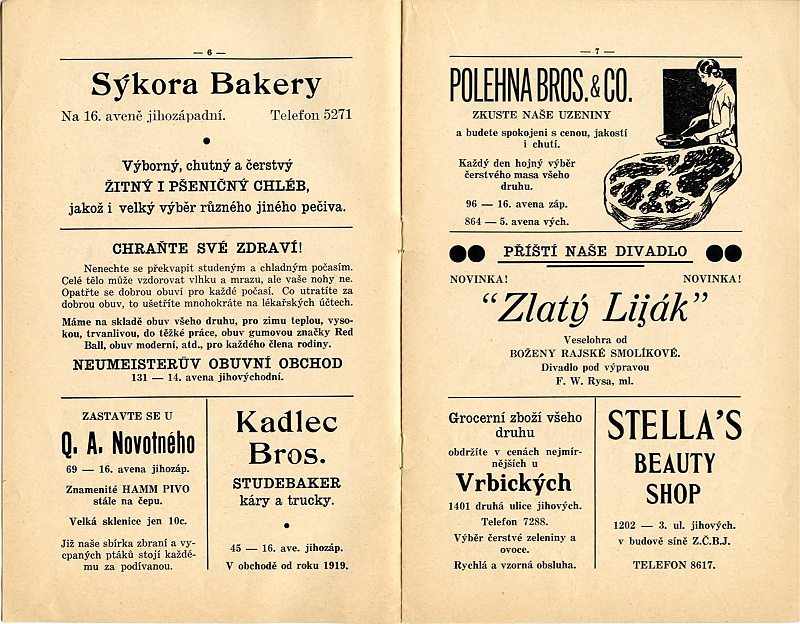 — 6 —
Sýkora Bakery
Na 16. aveně jihozápadní. Telefon 5271
Výborný, chutný a čerstvý
ŽITNÝ I PŠENIČNÝ CHLÉB,
jakož i velký výběr různého jiného pečiva.
CHRAŇTE SVÉ ZDRAVÍ!
Nenechte se překvapit studeným a chladným počasím.
Celé tělo může vzdorovat vlhku a mrazu, ale vaše nohy ne.
Opatřte se dobrou obuví pro každé počasí. Co utratíte za
dobrou obuv, to ušetříte mnohokráte na lékařských účtech.
Máme na skladě obuv všeho druhu, pro zimu teplou, vyso-
kou, trvanlivou, do těžké práce, obuv gumovou značky Red
Ball, obuv moderní, atd., pro každého člena rodiny.
NEUMEISTERŮV OBUVNÍ OBCHOD
131 — 14. avena jihovýchodní.
ZASTAVTE SE U
Q. A. Novotného
69 — 16. avena jihozáp.
Znamenité HAMM PIVO
stále na čepu.
Velká sklenice jen 10c.
Již naše sbírka zbraní a vy-
cpaných ptáků stojí každé-
mu za podívanou.
Kadlec
Bros.
STUDEBAKER
káry a trucky.
45 — 16. ave. jihozáp.
V obchodě od roku 1919.
— 7 —
POLEHNA BROS. & CO.
ZKUSTE NAŠE UZENINY
a budete spokojeni s cenou, jakostí
i chutí.
Každý den hojný výběr
čerstvého masa všeho
druhu.
96 — 16. avena záp.
864 — 5. avena vých.
PŘÍŠTÍ NAŠE DIVADLO
NOVINKA! NOVINKA!
“Zlatý Liják”
Veselohra od
BOŽENY RAJSKÉ SMOLÍKOVÉ.
Divadlo pod výpravou
F. W. Rysa, ml.
Grocerní zboží všeho
druhu
obdržíte v cenách nejmír-
nějších u
Vrbických
1401 druhá ulice jihových.
Telefon 7288.
Výběr čerstvé zeleniny a
ovoce.
Rychlá a vzorná obsluha.
STELLA’S
BEAUTY
SHOP
1202 — 3. ul. jihových.
v budově síně Z.Č.B.J.
TELEFON 8617.